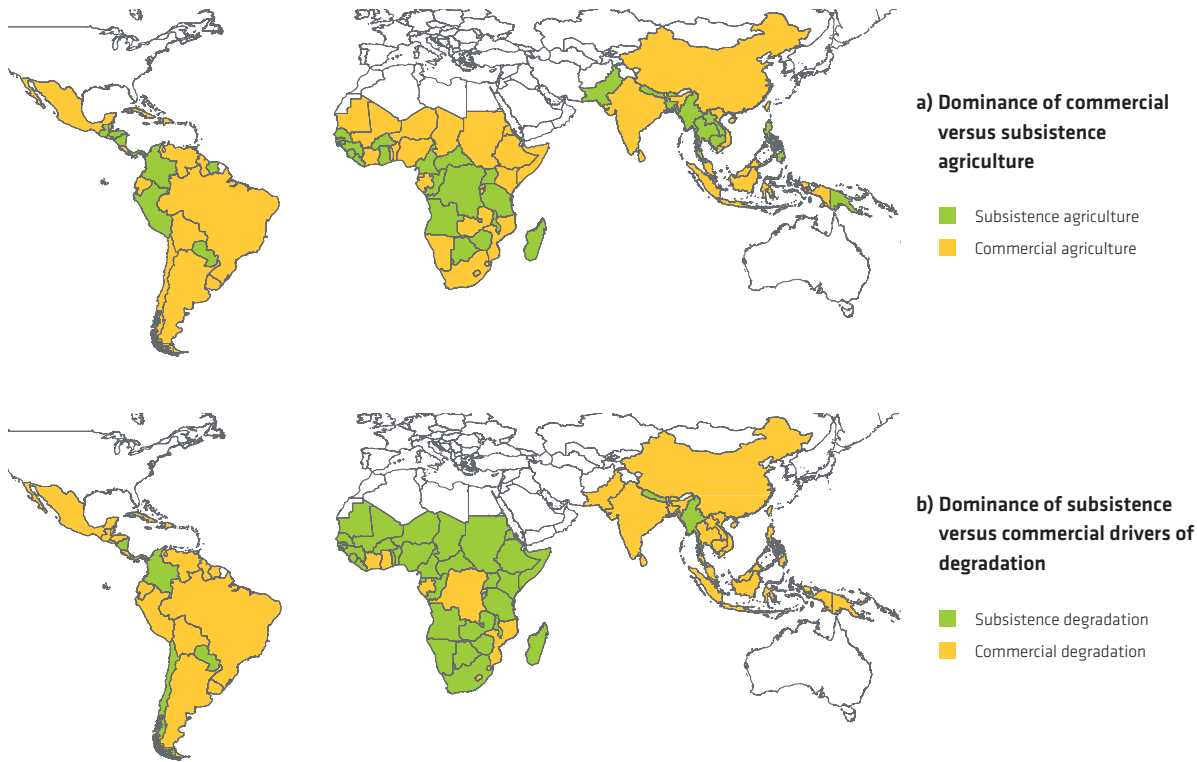 a) Dominance of commercial
versus subsistence
agriculture
Subsistence agriculture
Commercial agriculture
b) Dominance of subsistence
versus commercial drivers of
degradation
Subsistence degradation
Commercial degradation